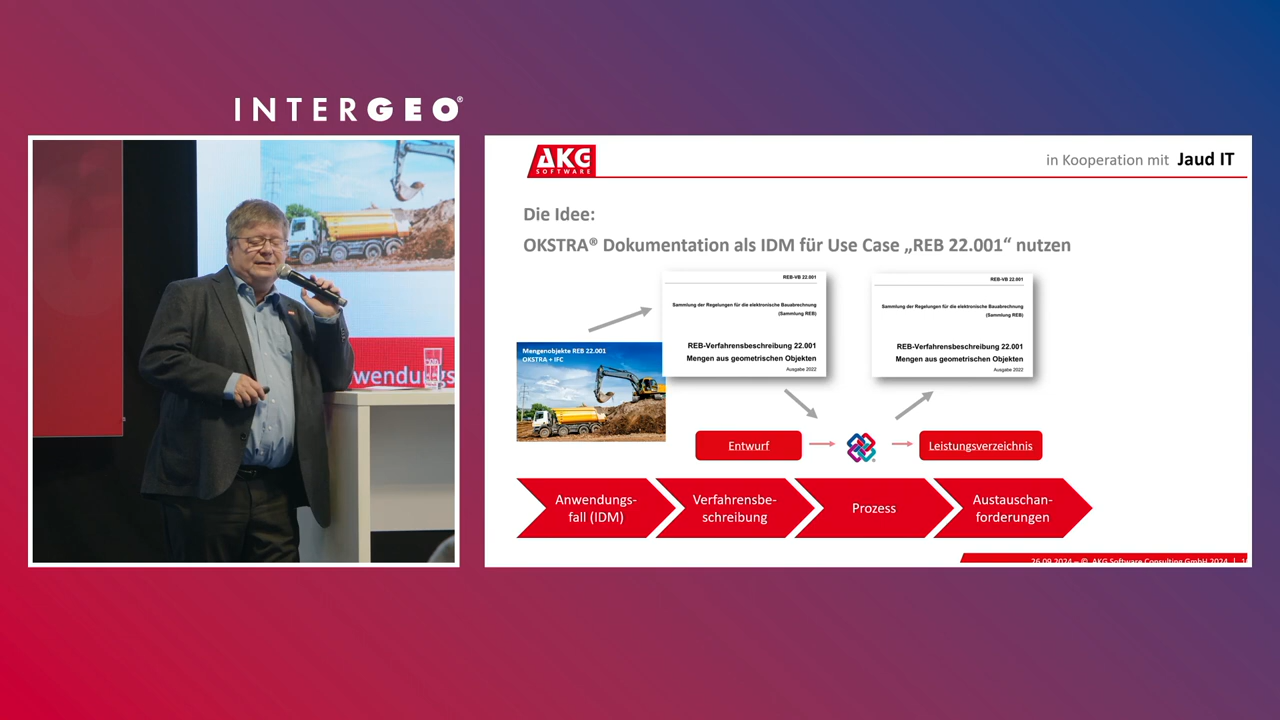 INTERGEO®
wendungs
AKG
SOFTWARE
in Kooperation mit Jaud IT
Die Idee:
OKSTRA® Dokumentation als IDM für Use Case „REB 22.001“ nutzen
REB-VB 22.001
Sammlung der Regelungen für die elektronische Bauabrechnung
(Sammlung REB)
REB-Verfahrensbeschreibung 22.001
Mengen aus geometrischen Objekten
Ausgabe 2022
REB-VB 22.001
Sammlung der Regelungen für die elektronische Bauabrechnung
(Sammlung REB)
REB-Verfahrensbeschreibung 22.001
Mengen aus geometrischen Objekten
Ausgabe 2022
Mengenobjekte REB 22.001
OKSTRA + IFC
Entwurf
Leistungsverzeichnis
Anwendungs-
fall (IDM)
Verfahrensbe-
schreibung
Prozess
Austauschan-
forderungen
26.09.2024 – © AKG Software Consulting GmbH 2024 |